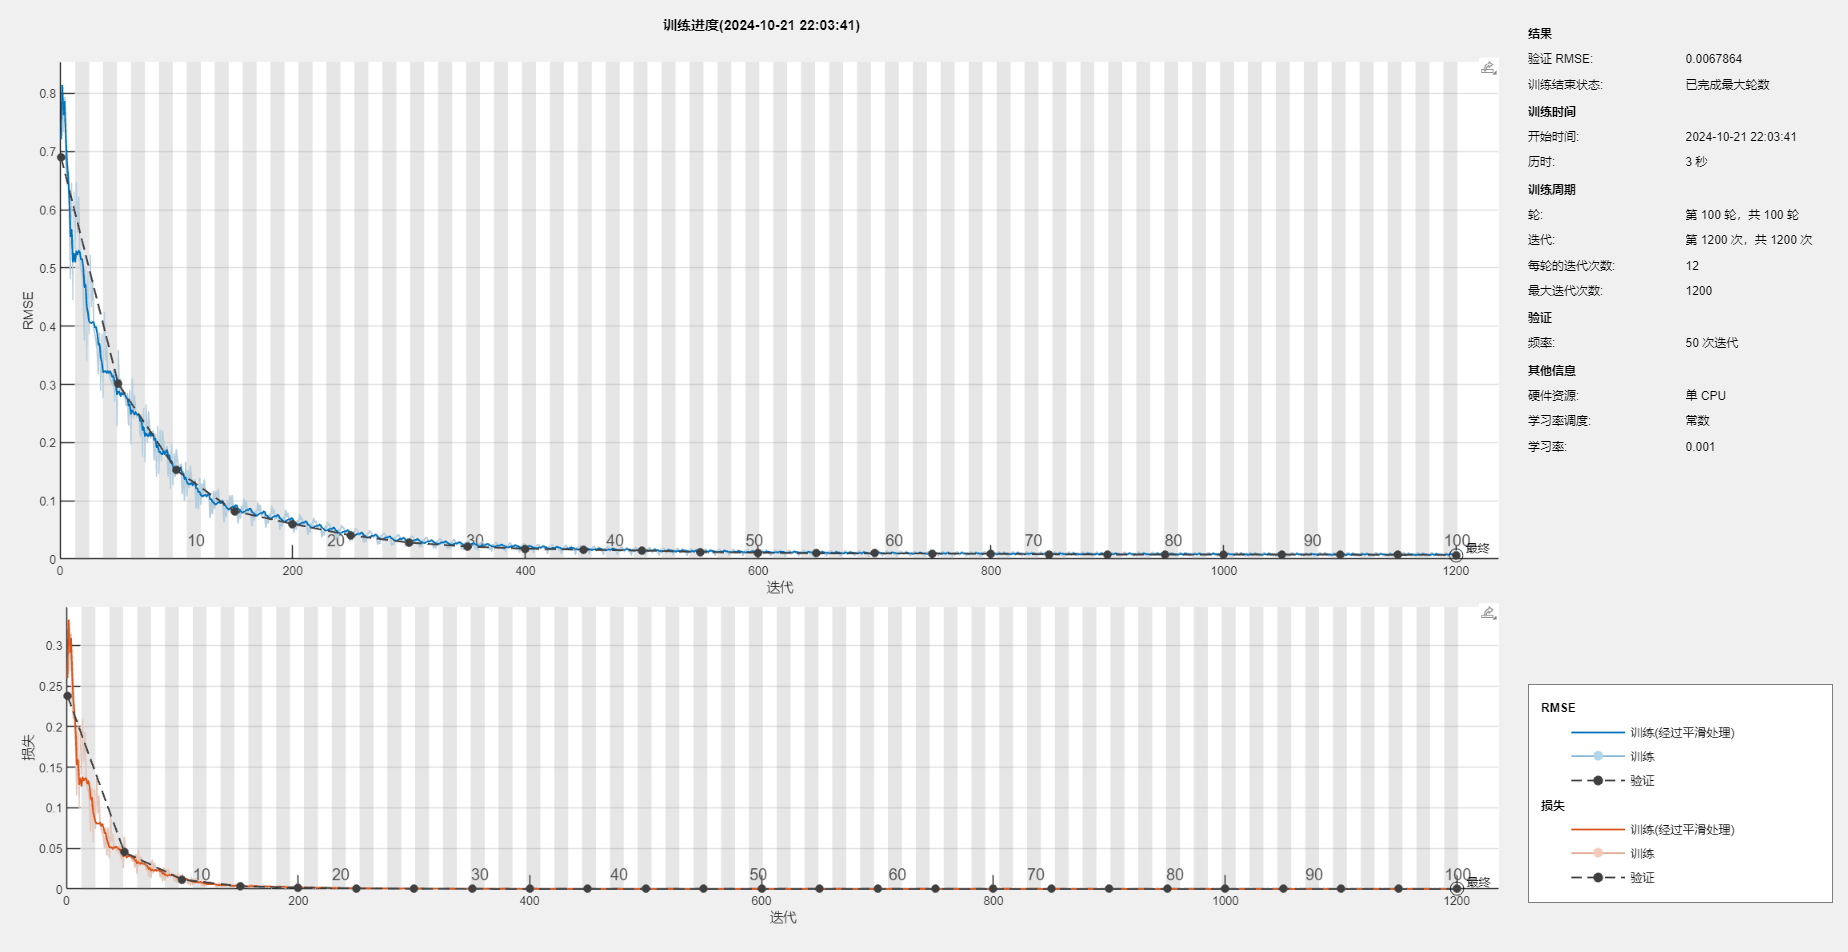 训练进度(2024-10-21 22:03:41)
RMSE
0.8
0.7
0.6
0.5
0.4
0.3
0.2
0.1
0
10 20 30 40 50 60 70 80 90 100
最终
0 200 400 600 800 1000 1200
迭代
损失
0.3
0.25
0.2
0.15
0.1
0.05
0
10 20 30 40 50 60 70 80 90 100
最终
0 200 400 600 800 1000 1200
迭代
结果
验证 RMSE: 0.0067864
训练结束状态: 已完成最大轮数
训练时间
开始时间: 2024-10-21 22:03:41
历时: 3 秒
训练周期
轮: 第 100 轮，共 100 轮
迭代: 第 1200 次，共 1200 次
每轮的迭代次数: 12
最大迭代次数: 1200
验证
频率: 50 次迭代
其他信息
硬件资源: 单 CPU
学习率调度: 常数
学习率: 0.001
RMSE
训练(经过平滑处理)
训练
验证
损失
训练(经过平滑处理)
训练
验证